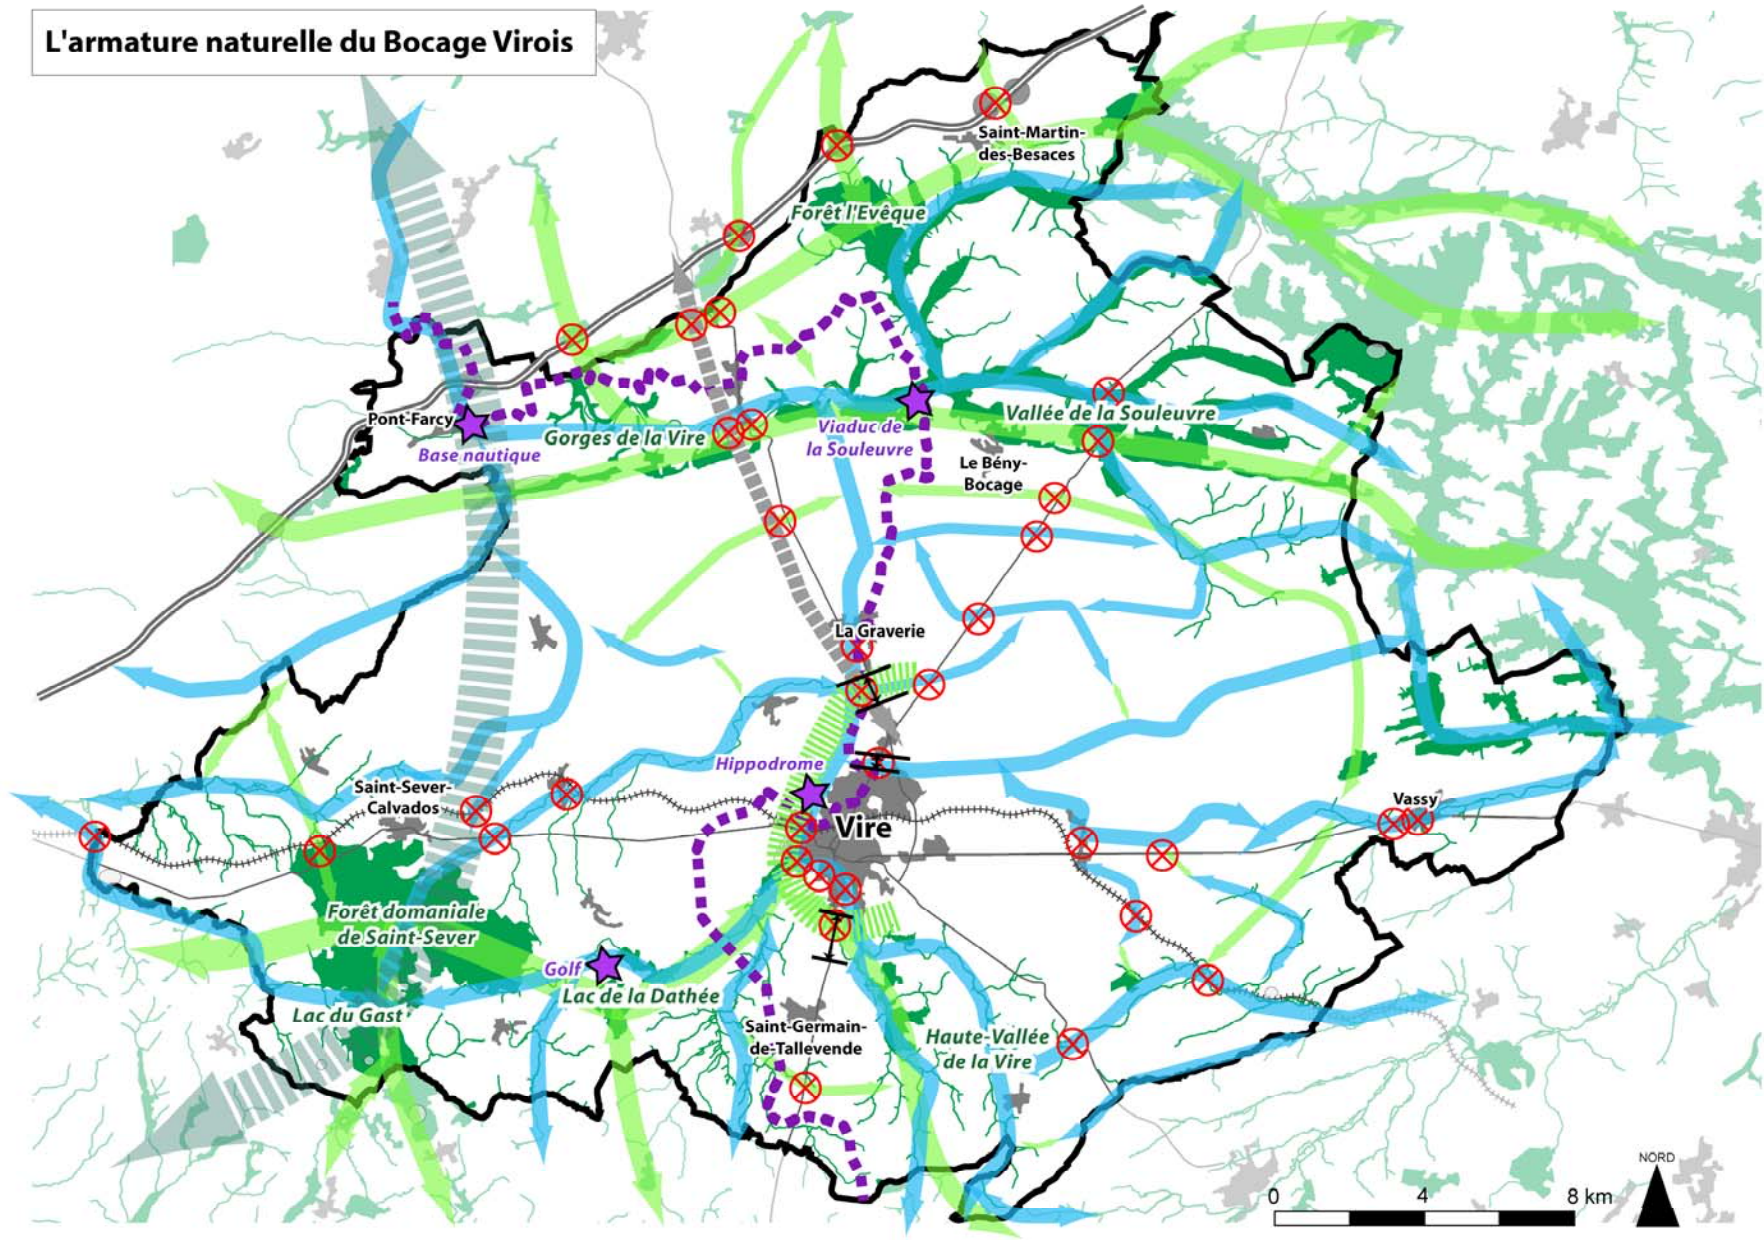 L'armature naturelle du Bocage Virois
Saint-Martin-
des-Besaces
Forêt l'Evêque
Pont-Farcy
Base nautique
Gorges de la Vire
Viaduc de
la Souleuvre
Vallée de la Souleuvre
Le Bény-
Bocage
La Graverie
Hippodrome
Saint-Sever-
Calvados
Vire
Vassy
Forêt domaniale
de Saint-Sever
Golf
Lac de la Dathée
Lac du Gast
Saint-Germain-
de-Tallevende
Haute-Vallée
de la Vire
NORD
0 4 8 km